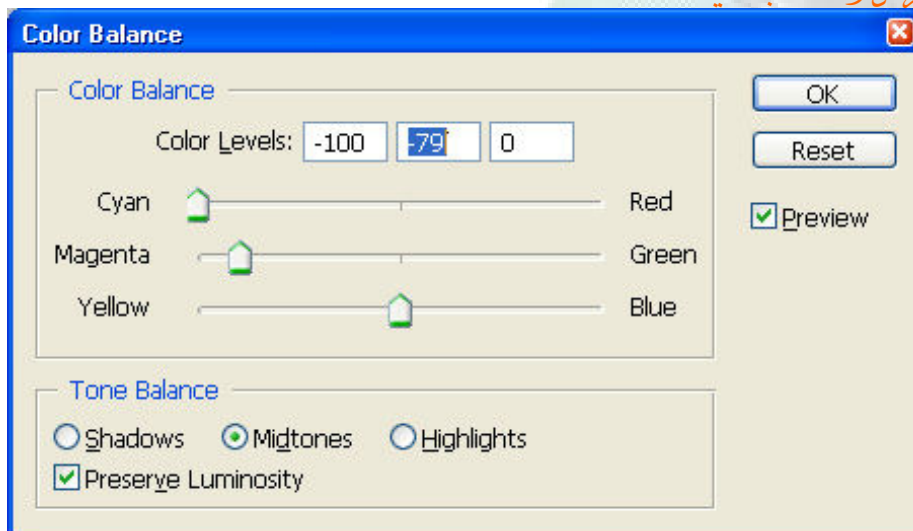 Color Balance
Color Balance
Color Levels: -100 -79 0
Cyan Red
Magenta Green
Yellow Blue
Tone Balance
Shadows Midtones Highlights
Preserve Luminosity
OK
Reset
Preview